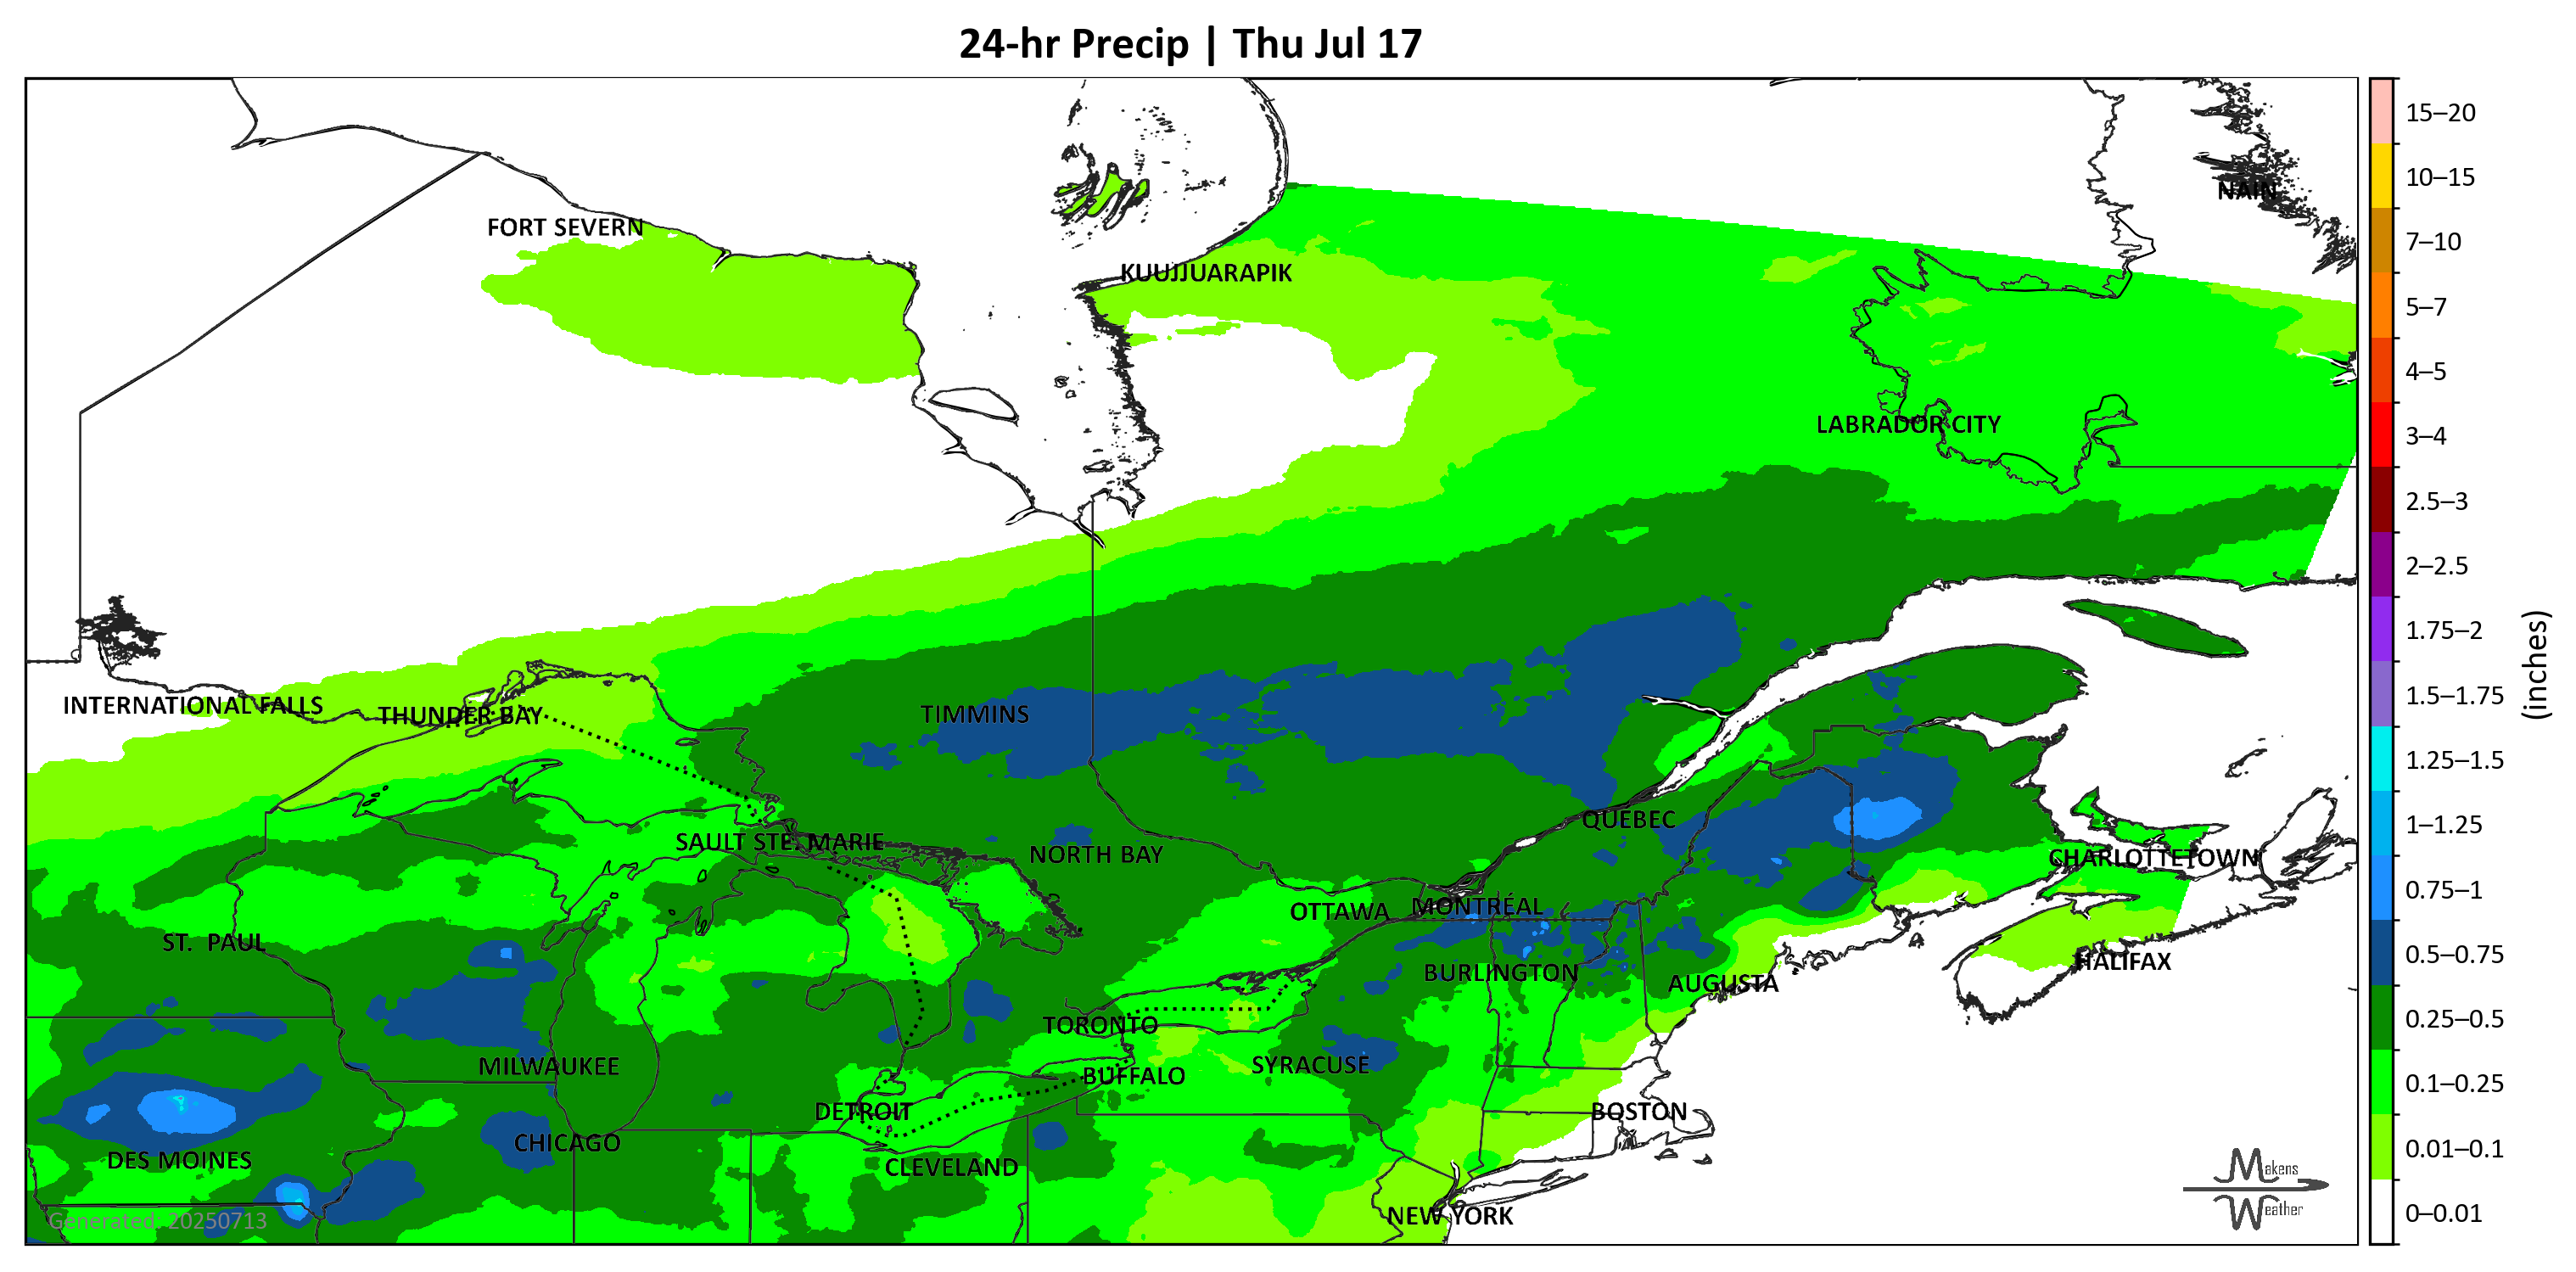 24-hr Precip | Thu Jul 17
15–20
10–15
7–10
5–7
4–5
3–4
2.5–3
2–2.5
1.75–2
1.5–1.75
1.25–1.5
1–1.25
0.75–1
0.5–0.75
0.25–0.5
0.1–0.25
0.01–0.1
0–0.01
(inches)
NAIN
FORT SEVERN
KUUJJUARAPIK
LABRADOR CITY
INTERNATIONAL FALLS
THUNDER BAY
TIMMINS
QUEBEC
SAULT STE. MARIE
NORTH BAY
CHARLOTTETOWN
OTTAWA
MONTRÉAL
ST. PAUL
HALIFAX
BURLINGTON
AUGUSTA
TORONTO
MILWAUKEE
SYRACUSE
BUFFALO
DETROIT
BOSTON
CHICAGO
DES MOINES
CLEVELAND
NEW YORK
Generated: 20250713
Makens
Weather